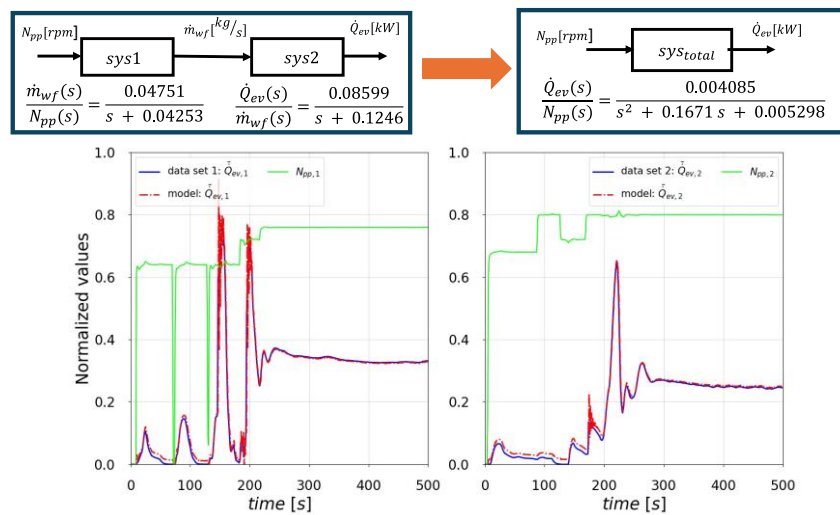 N_pp[rpm]
sys1
ṁ_wf[kg/s]
sys2
Q̇_ev[kW]
ṁ_wf(s) / N_pp(s) = 0.04751 / (s + 0.04253)
Q̇_ev(s) / ṁ_wf(s) = 0.08599 / (s + 0.1246)
N_pp[rpm]
sys_total
Q̇_ev[kW]
Q̇_ev(s) / N_pp(s) = 0.004085 / (s² + 0.1671 s + 0.005298)
data set 1: Q̇_ev,1
model: Q̇_ev,1
N_pp,1
data set 2: Q̇_ev,2
model: Q̇_ev,2
N_pp,2
Normalized values
1.0
0.8
0.6
0.4
0.2
0.0
0 100 200 300 400 500
time [s]
1.0
0.8
0.6
0.4
0.2
0.0
0 100 200 300 400 500
time [s]